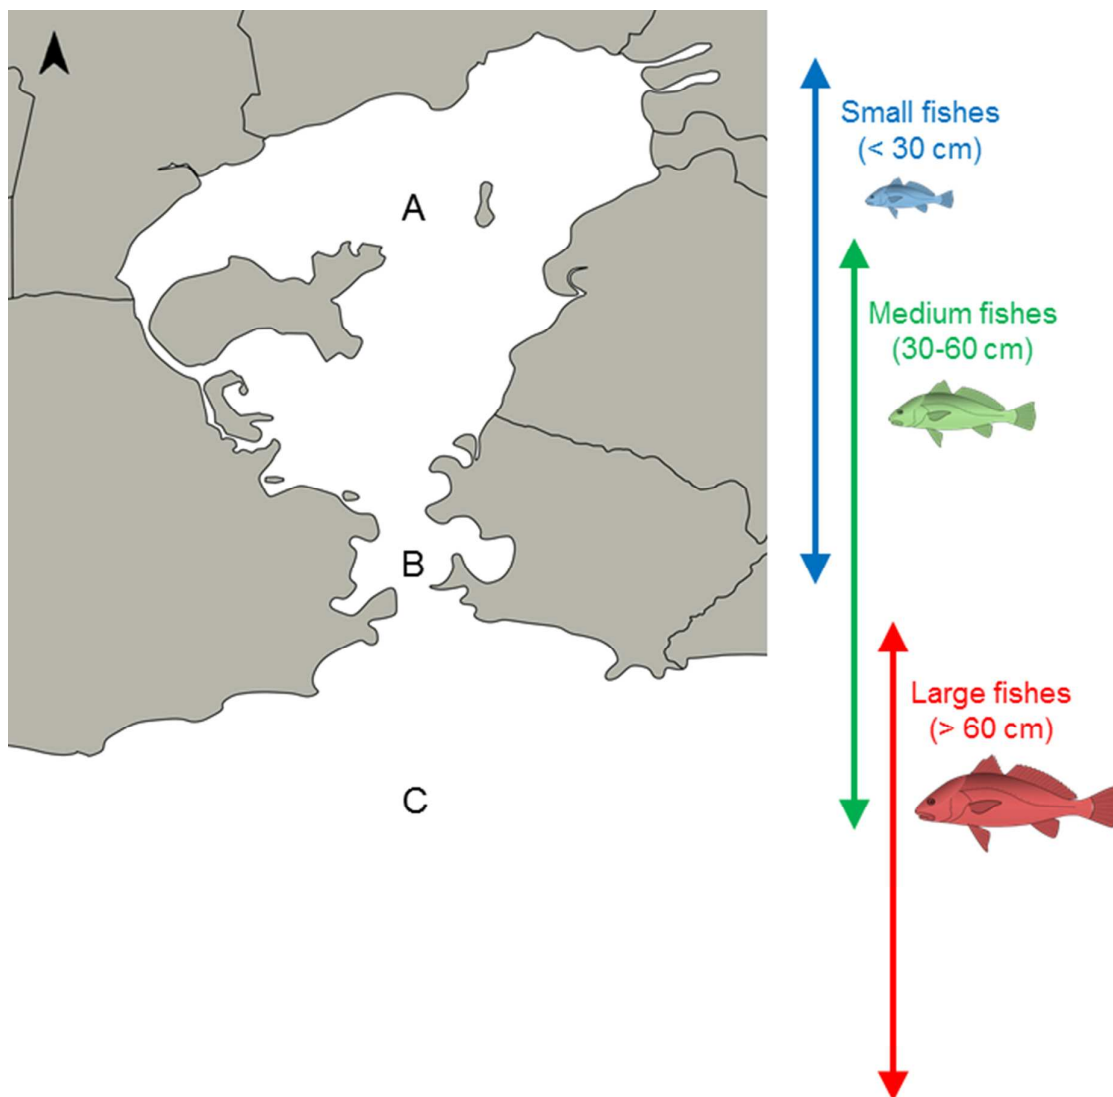 Small fishes
(< 30 cm)
A
Medium fishes
(30-60 cm)
B
Large fishes
(> 60 cm)
C